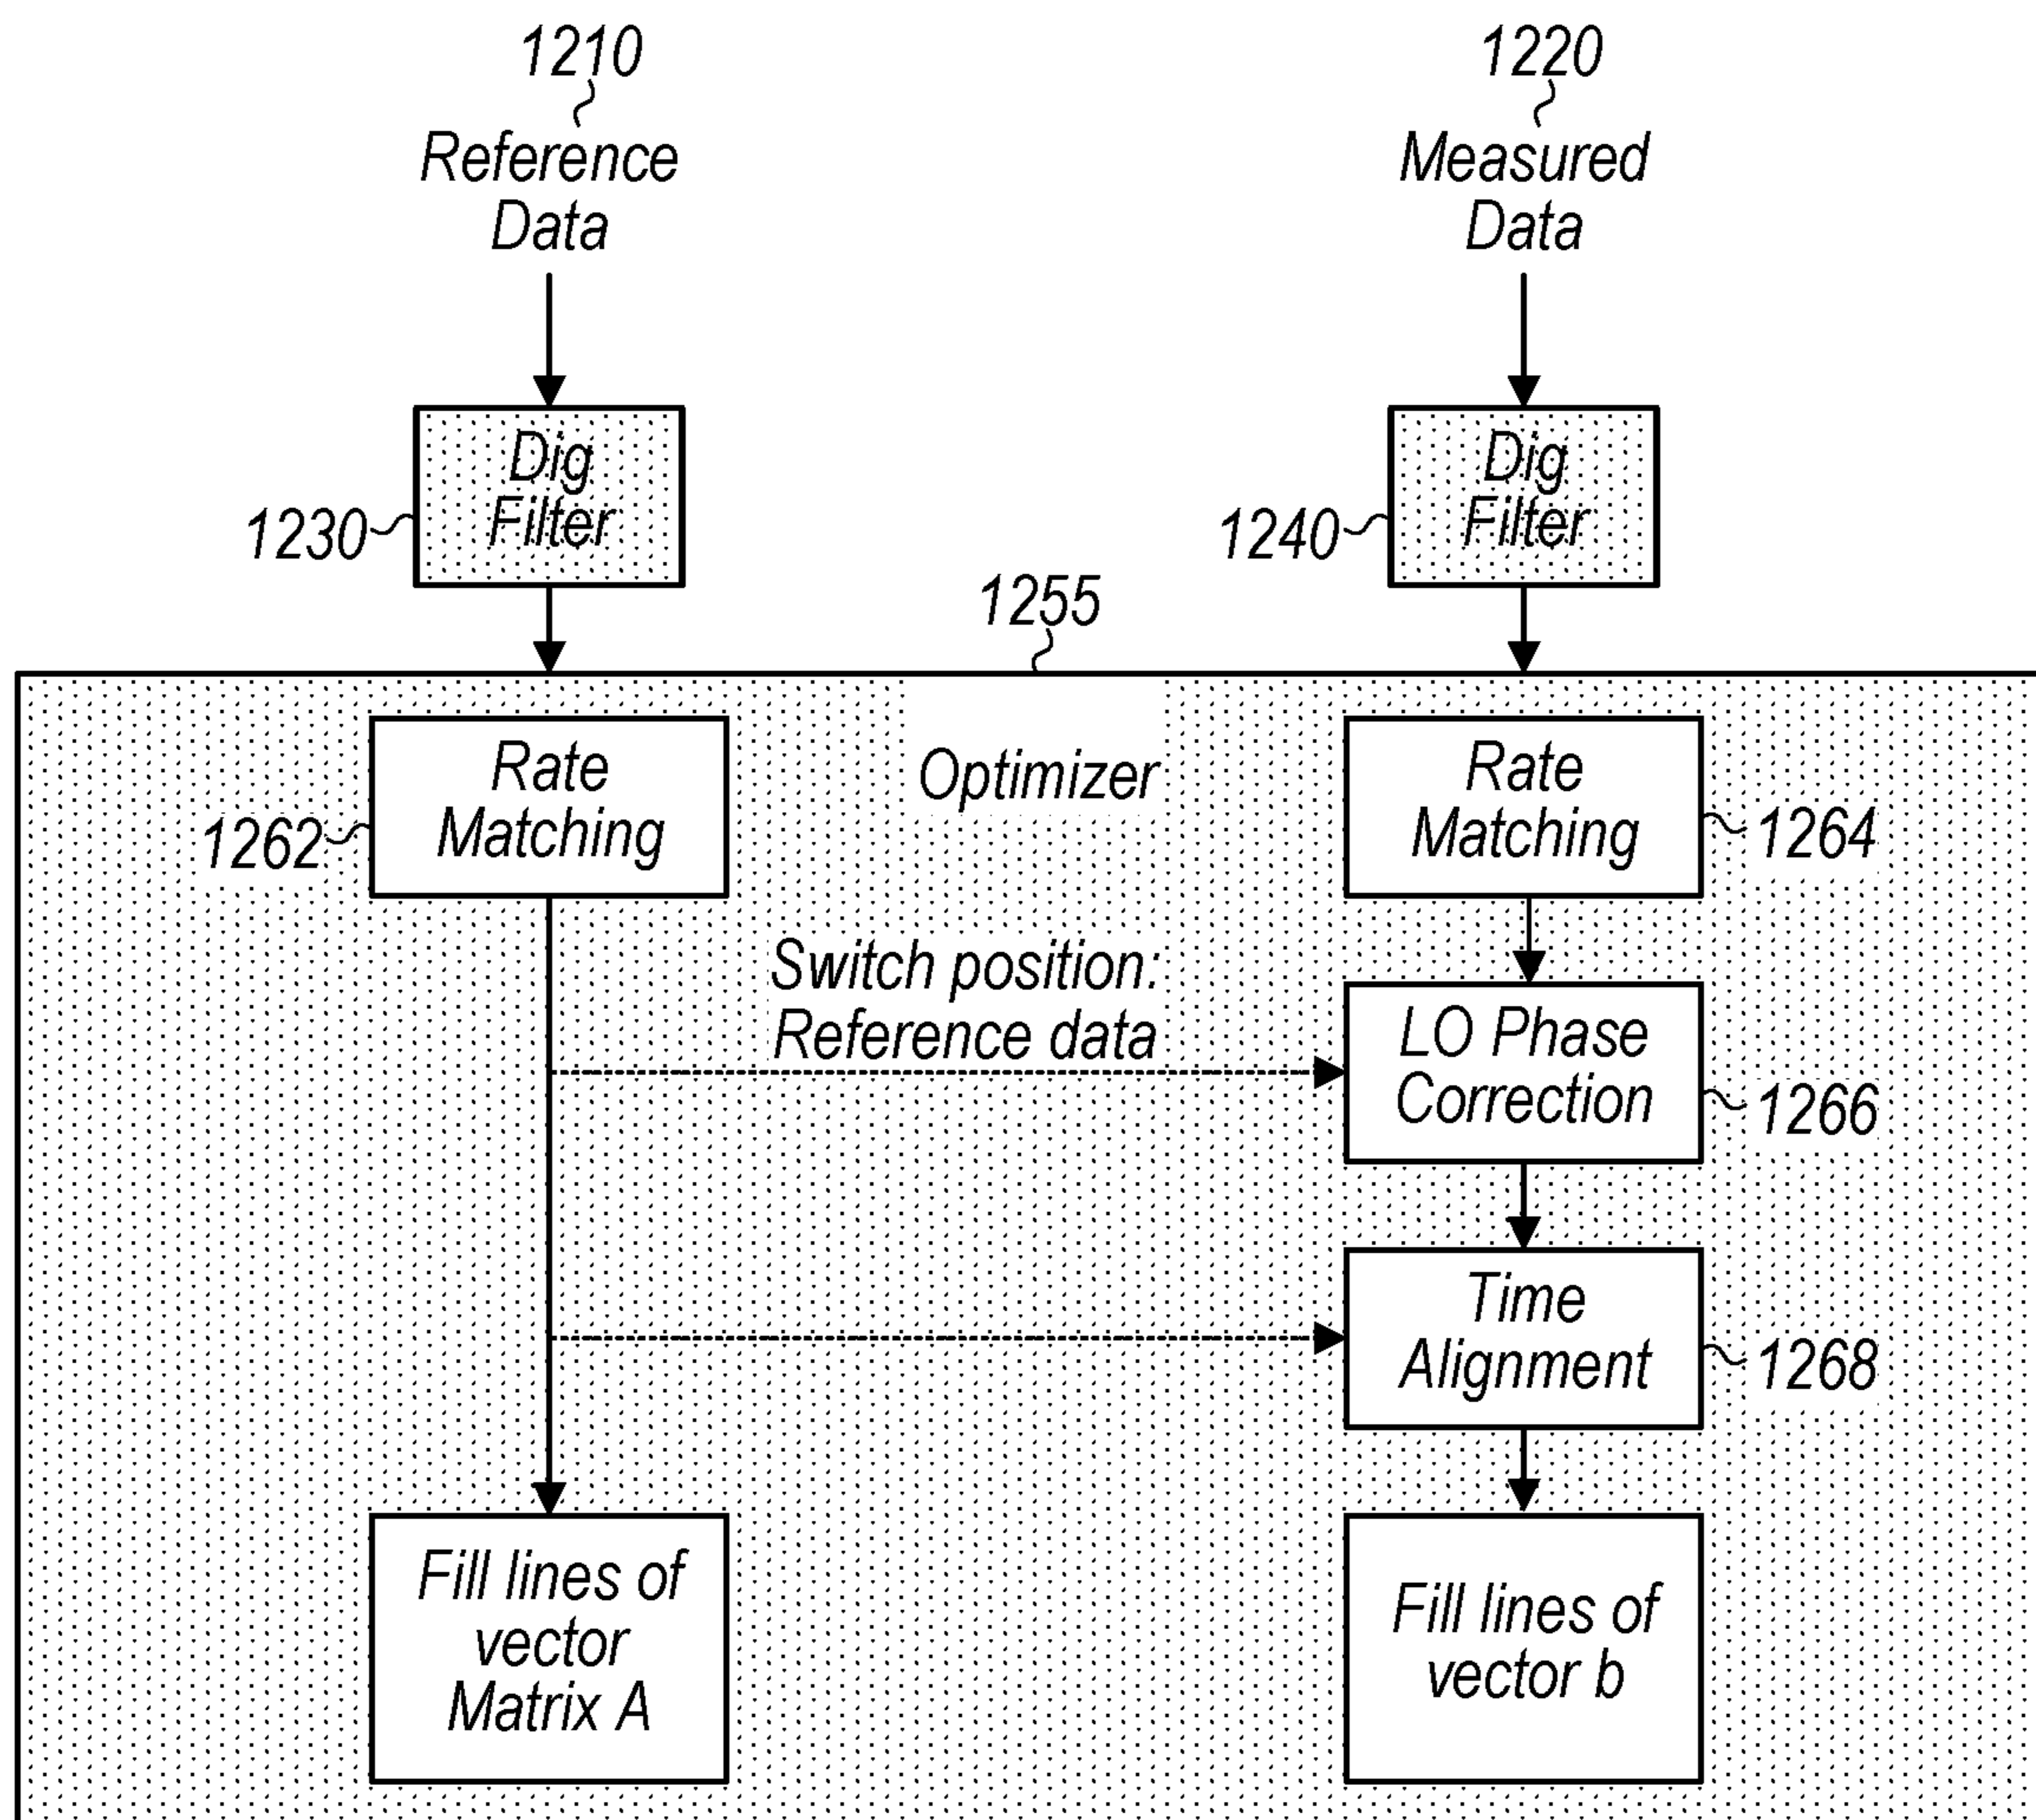 1210
1220
Reference
Data
Measured
Data
Dig
Filter
1230
Dig
Filter
1240
1255
Rate
Matching
1262
Optimizer
Rate
Matching
1264
Switch position:
Reference data
LO Phase
Correction
1266
Time
Alignment
1268
Fill lines of
vector
Matrix A
Fill lines of
vector b